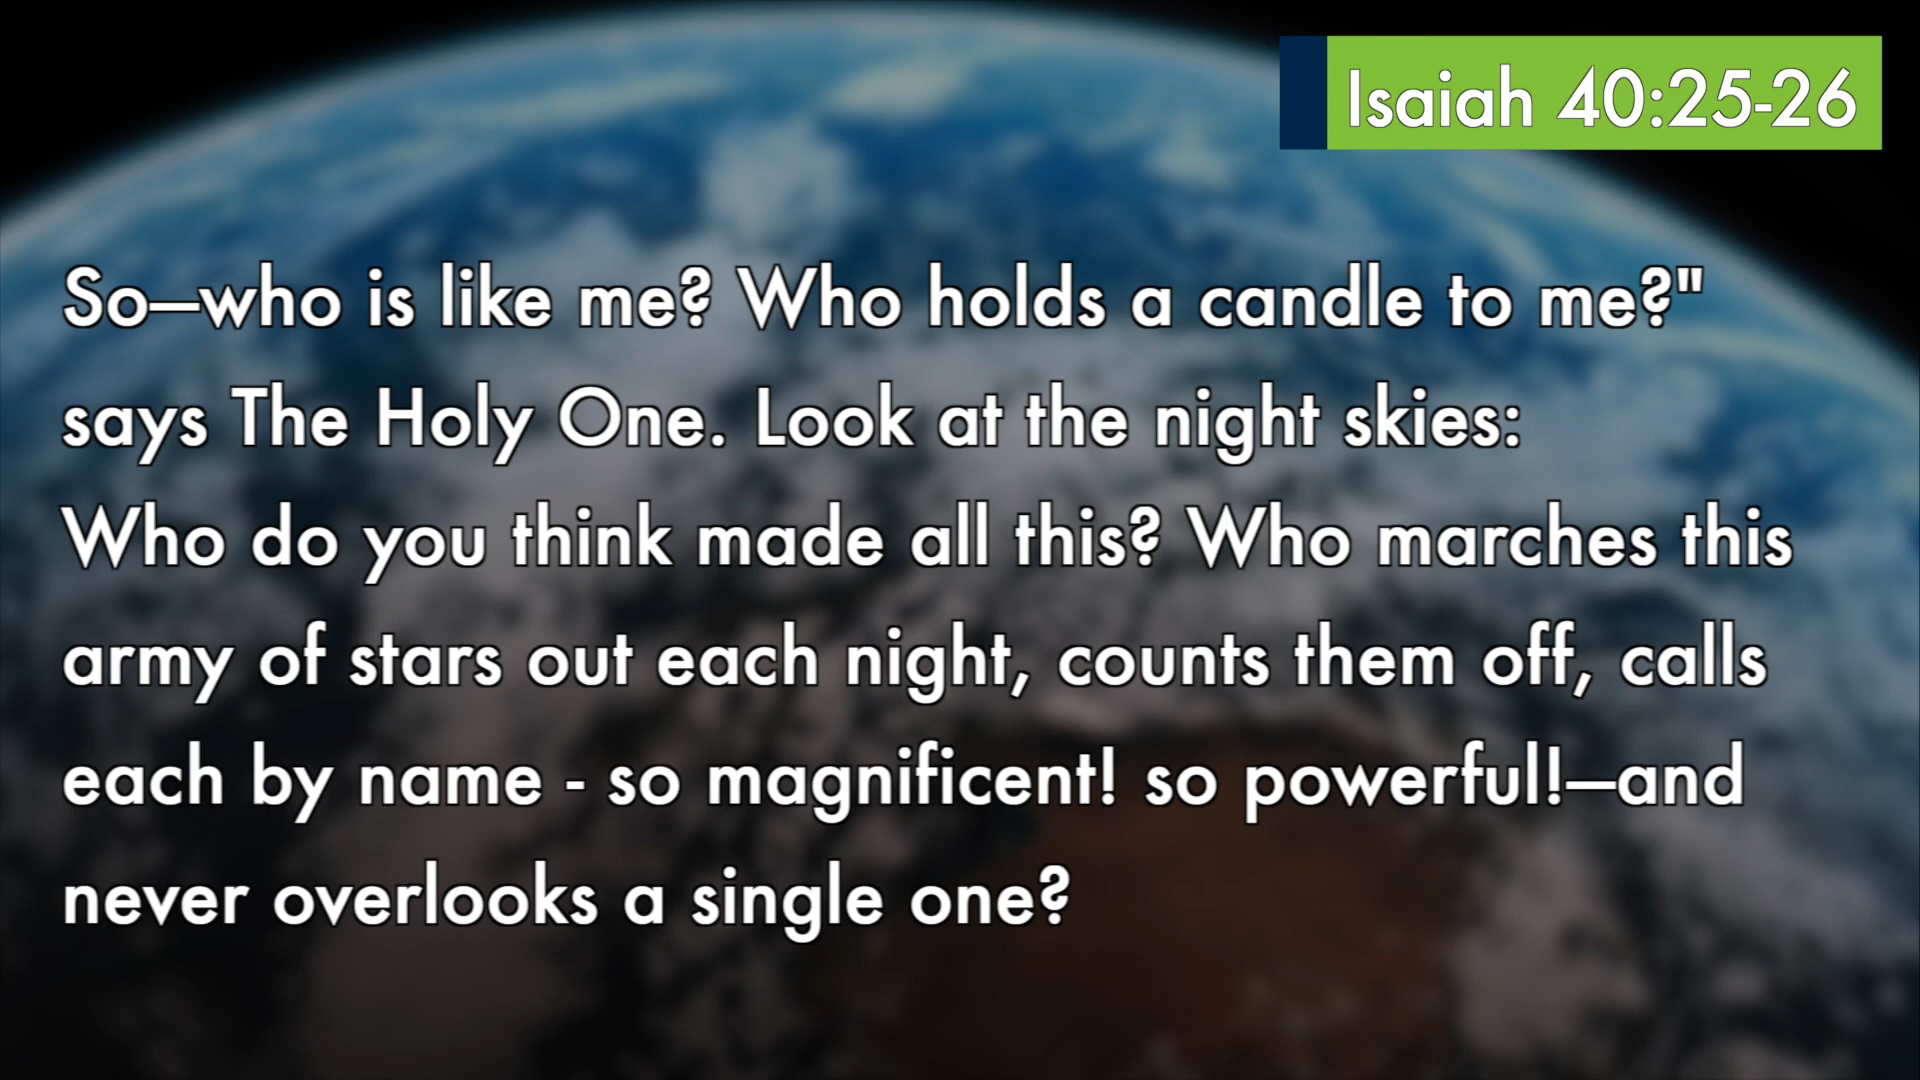 Isaiah 40:25-26
So—who is like me? Who holds a candle to me?"
says The Holy One. Look at the night skies:
Who do you think made all this? Who marches this
army of stars out each night, counts them off, calls
each by name - so magnificent! so powerful!—and
never overlooks a single one?